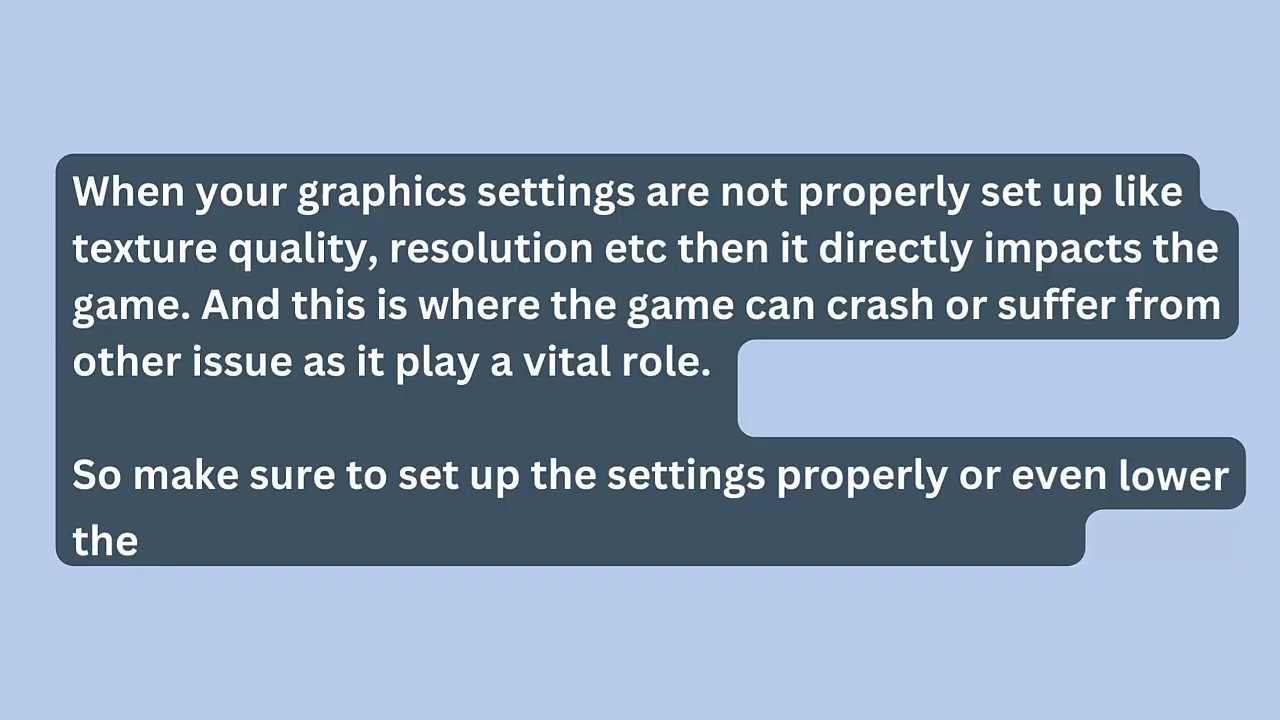 When your graphics settings are not properly set up like
texture quality, resolution etc then it directly impacts the
game. And this is where the game can crash or suffer from
other issue as it play a vital role.
So make sure to set up the settings properly or even lower
the